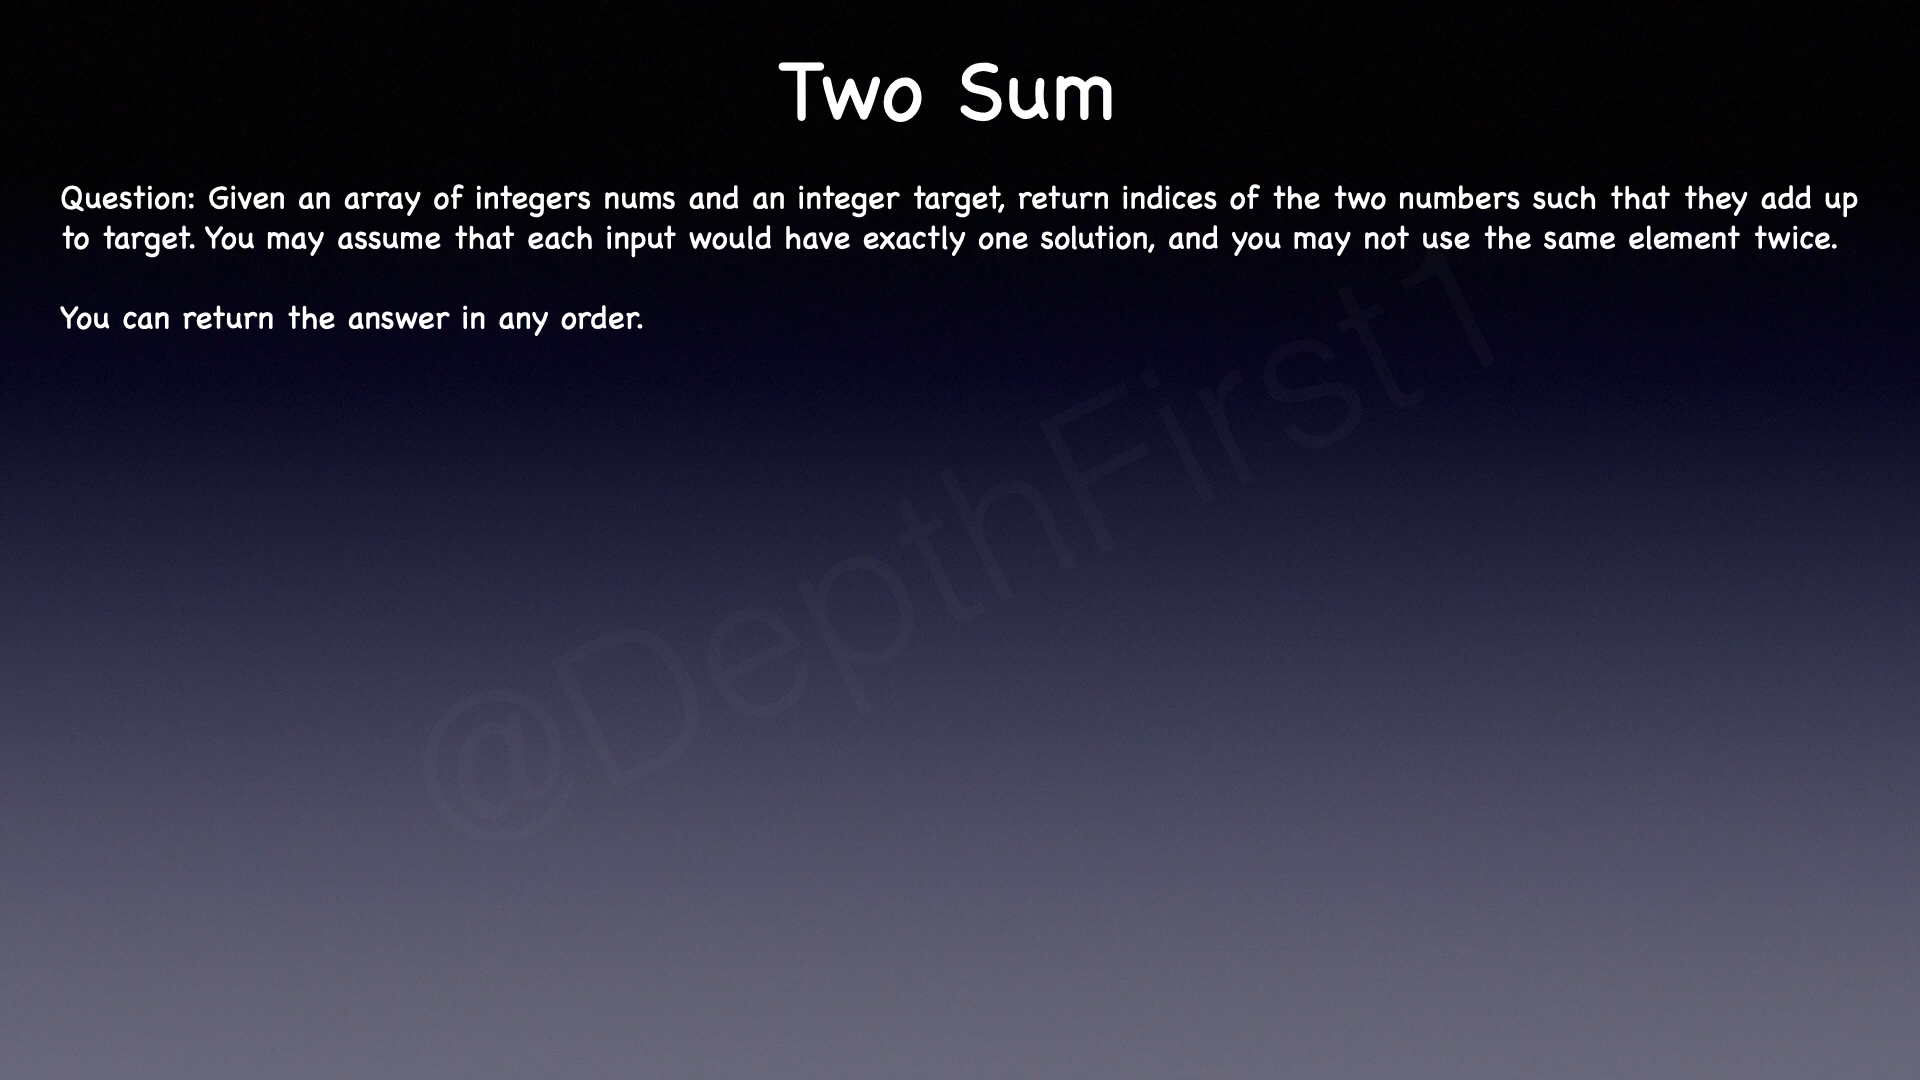 Two Sum
Question: Given an array of integers nums and an integer target, return indices of the two numbers such that they add up
to target. You may assume that each input would have exactly one solution, and you may not use the same element twice.
You can return the answer in any order.
@DepthFirst1